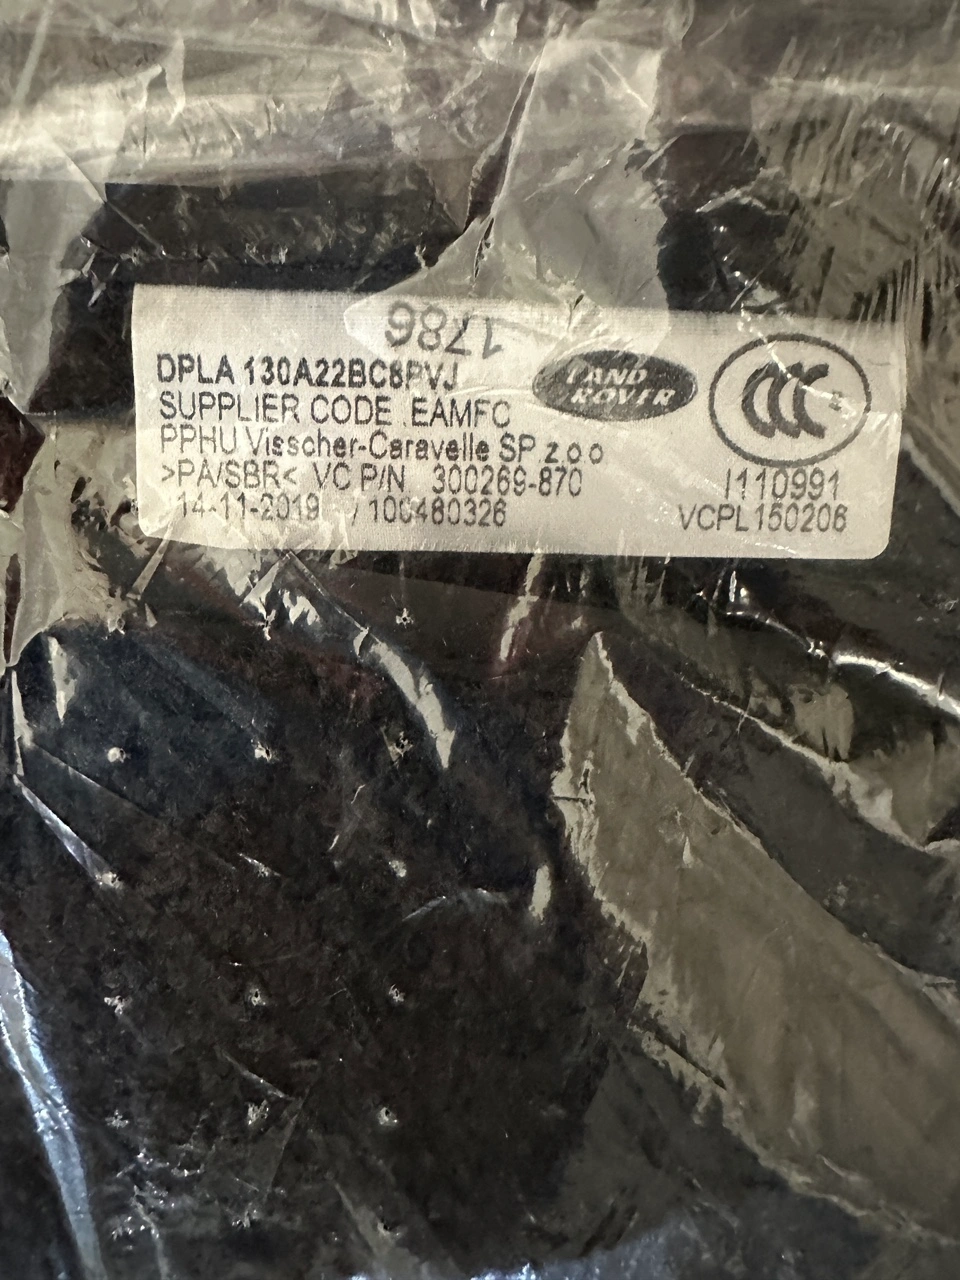 1786
DPLA 130A22BC8PVJ
LAND
ROVER
SUPPLIER CODE EAMFC
PPHU Visscher-Caravelle SP z.o.o
>PA/SBR< VC P/N 300269-870
I110991
14-11-2019 / 100480326
VCPL150206